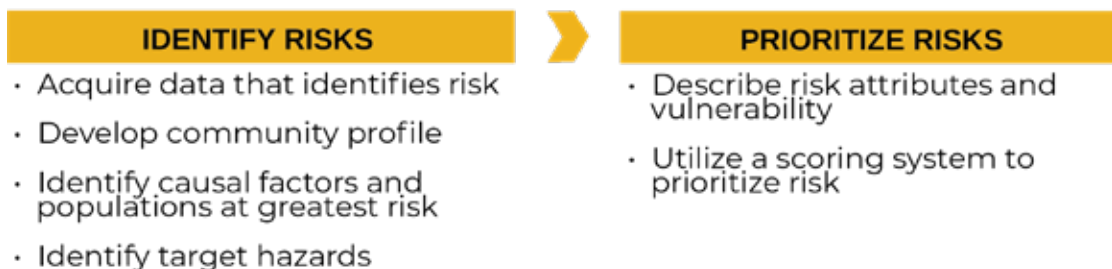 IDENTIFY RISKS
• Acquire data that identifies risk
• Develop community profile
• Identify causal factors and
populations at greatest risk
• Identify target hazards
PRIORITIZE RISKS
• Describe risk attributes and
vulnerability
• Utilize a scoring system to
prioritize risk